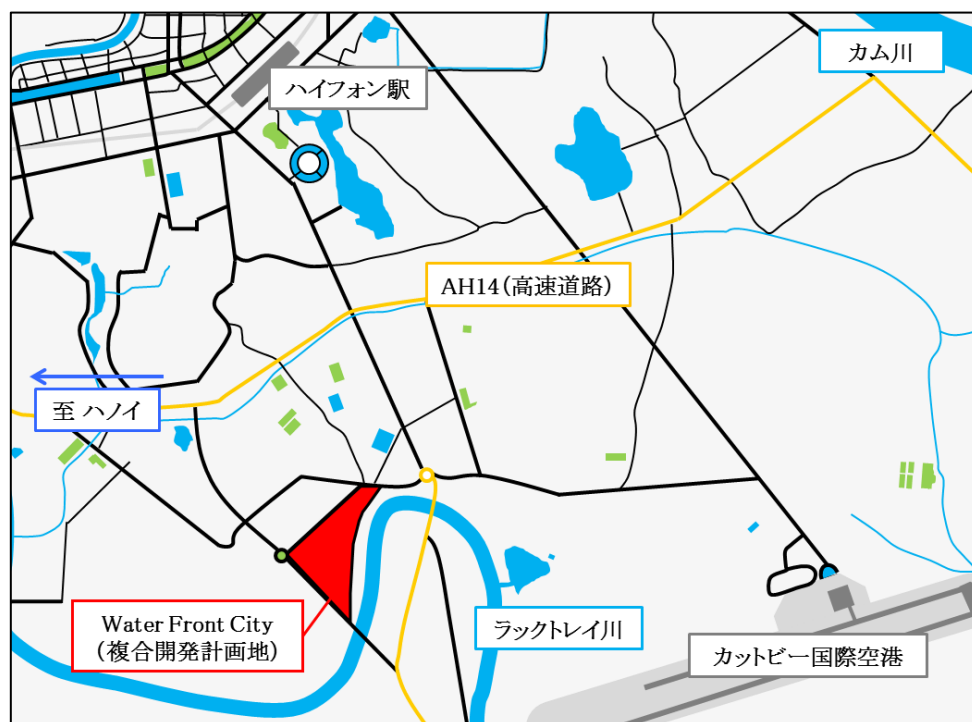 カム川
ハイフォン駅
AH14(高速道路)
至 ハノイ
Water Front City
(複合開発計画地)
ラックトレイ川
カットビー国際空港